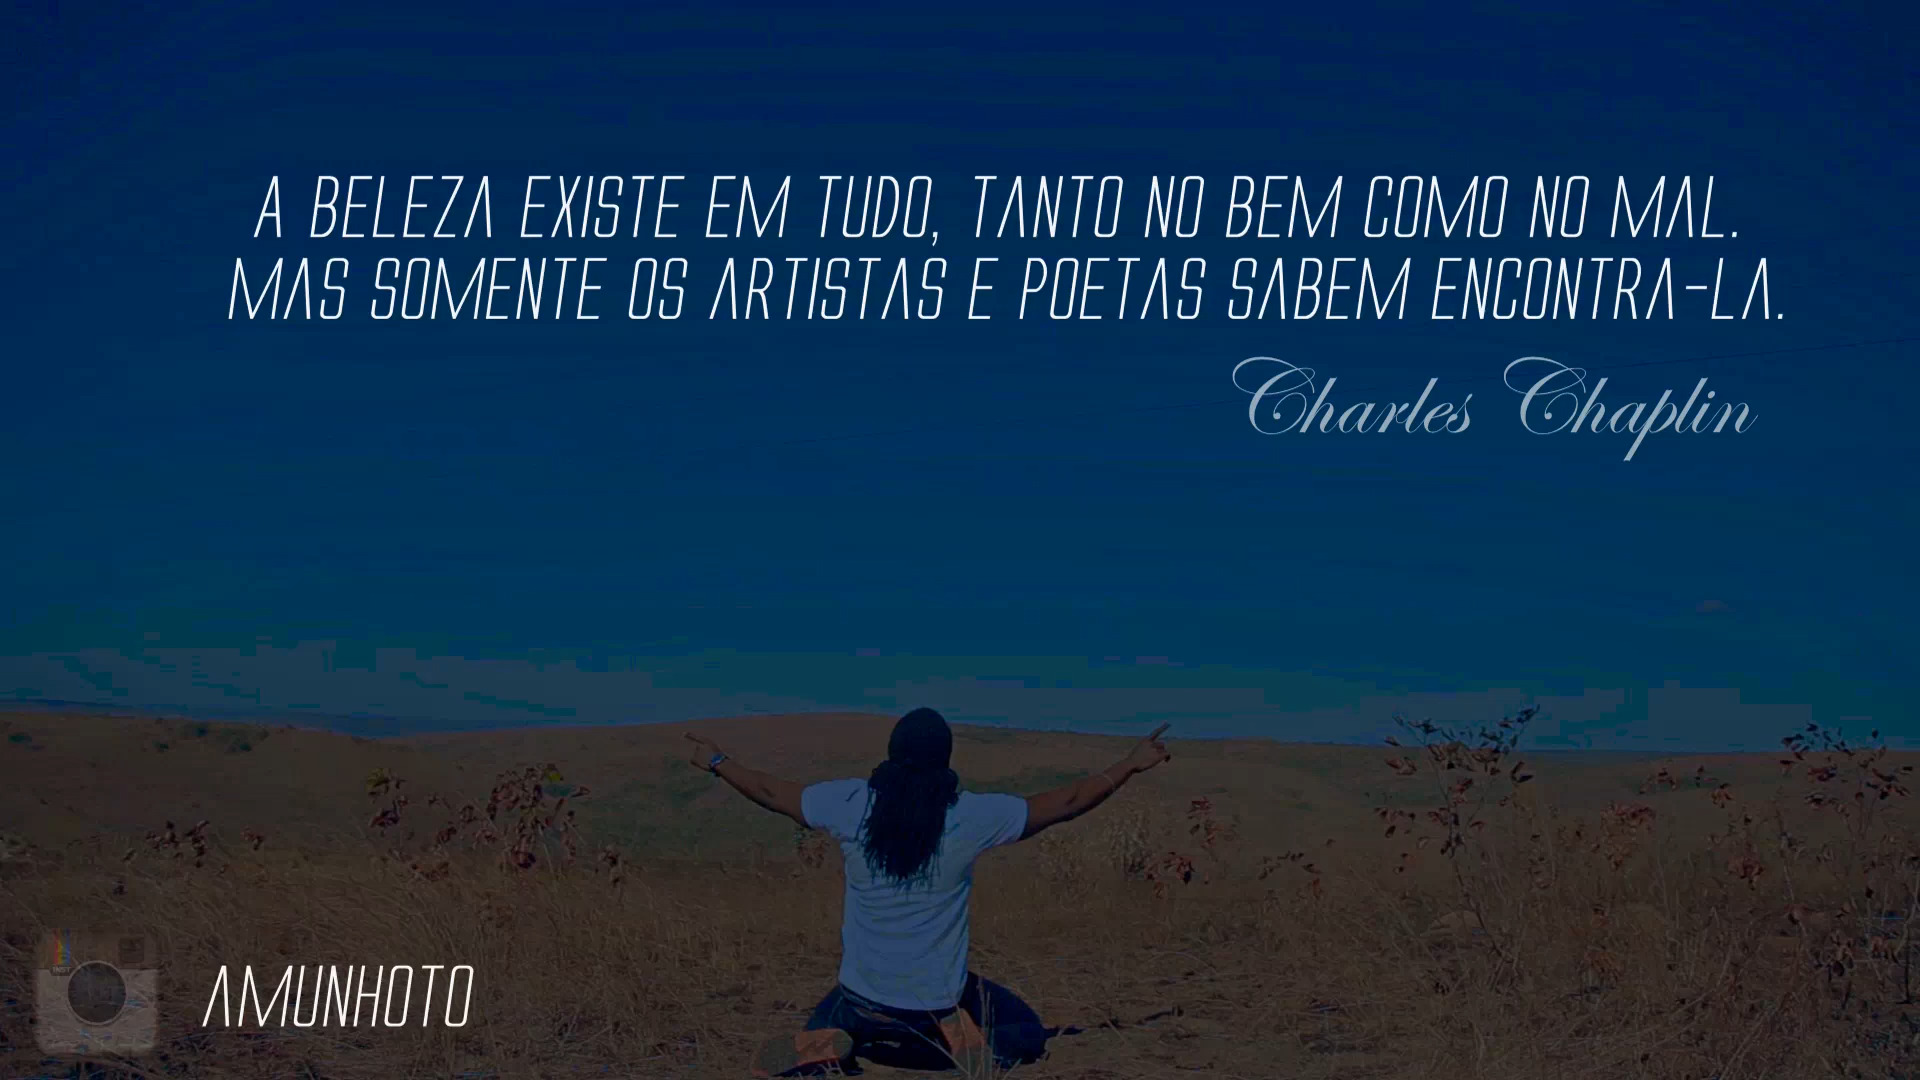 A BELEZA EXISTE EM TUDO, TANTO NO BEM COMO NO MAL.
MAS SOMENTE OS ARTISTAS E POETAS SABEM ENCONTRA-LA.
Charles Chaplin
INST
AMUNHOTO